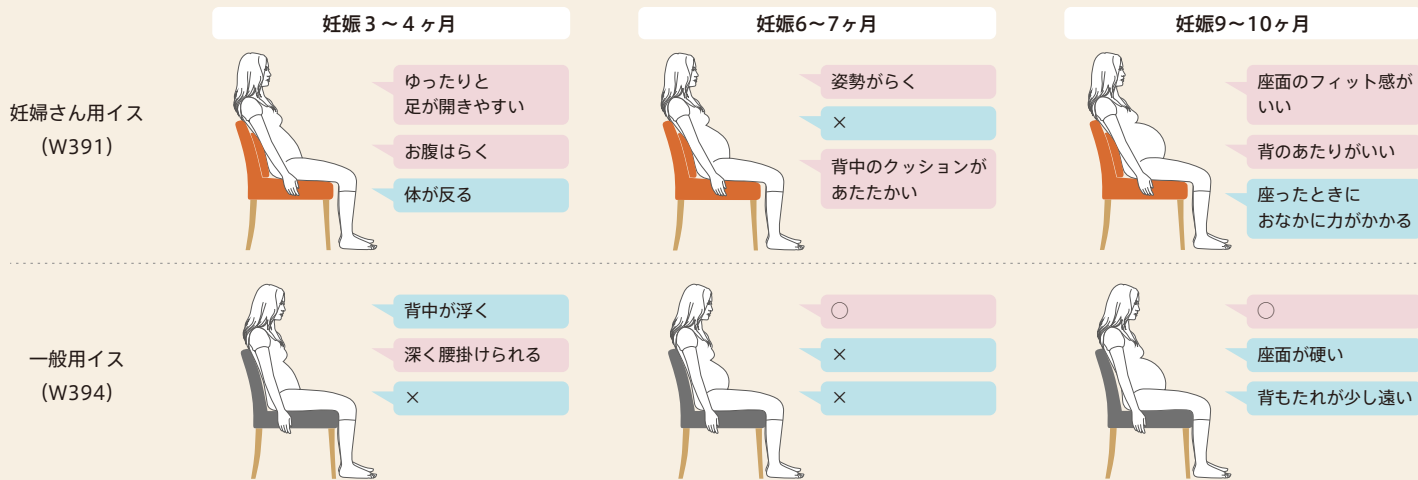 妊娠３～４ヶ月
妊娠6～7ヶ月
妊娠9～10ヶ月
妊婦さん用イス
（W391）
ゆったりと
足が開きやすい
お腹はらく
体が反る
姿勢がらく
×
背中のクッションが
あたたかい
座面のフィット感が
いい
背のあたりがいい
座ったときに
おなかに力がかかる
一般用イス
（W394）
背中が浮く
深く腰掛けられる
×
○
×
×
○
座面が硬い
背もたれが少し遠い